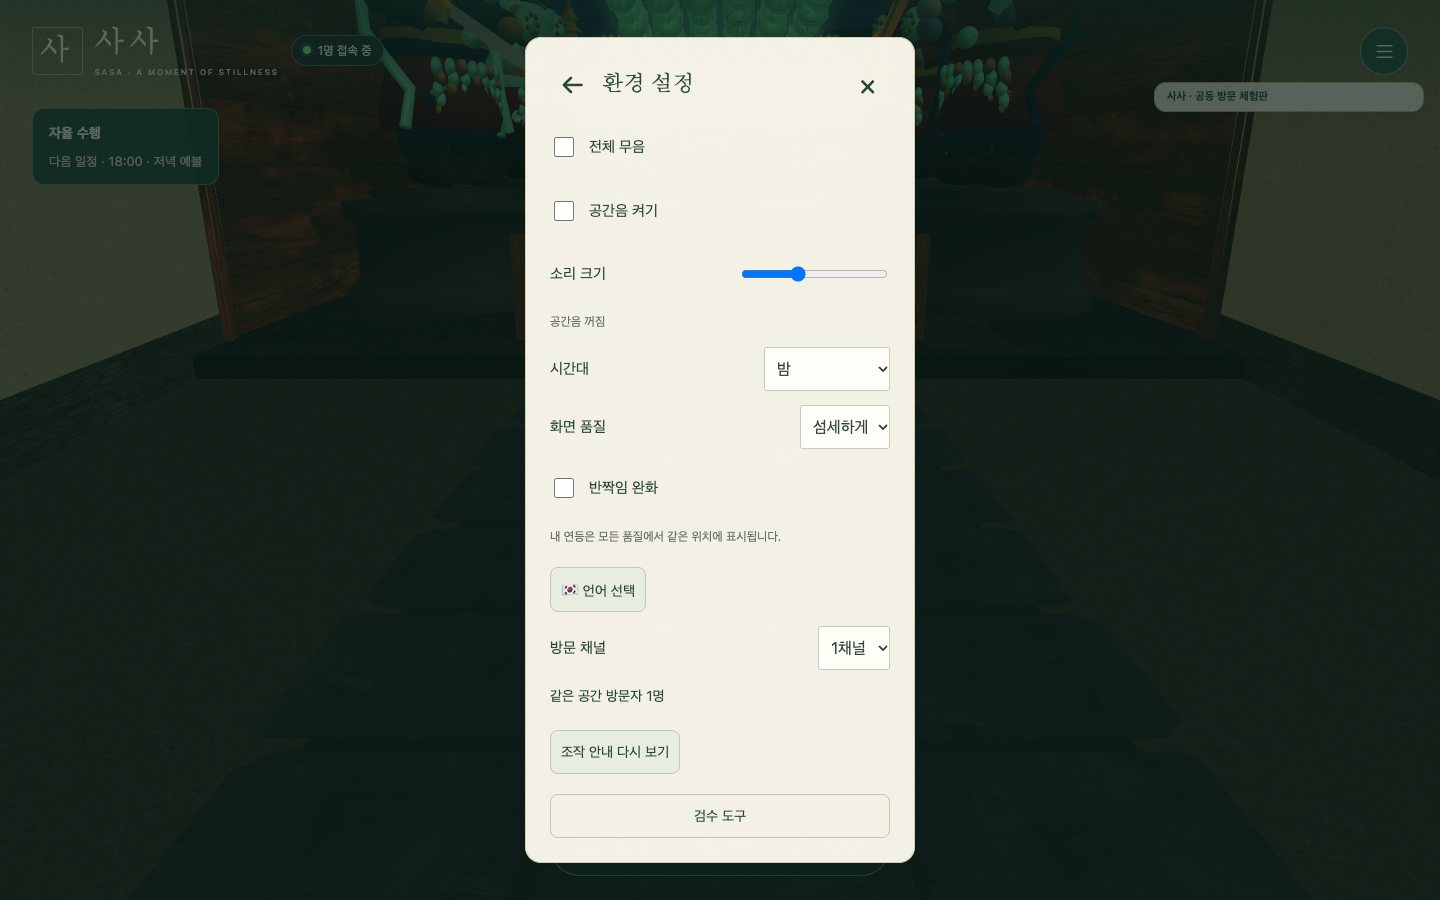 사
사사
SASA · A MOMENT OF STILLNESS
1명 접속 중
사사 · 공동 방문 체험판
자율 수행
다음 일정 · 18:00 · 저녁 예불
환경 설정
전체 무음
공간음 켜기
소리 크기
공간음 꺼짐
시간대
밤
화면 품질
섬세하게
반짝임 완화
내 연등은 모든 품질에서 같은 위치에 표시됩니다.
🇰🇷 언어 선택
방문 채널
1채널
같은 공간 방문자 1명
조작 안내 다시 보기
검수 도구